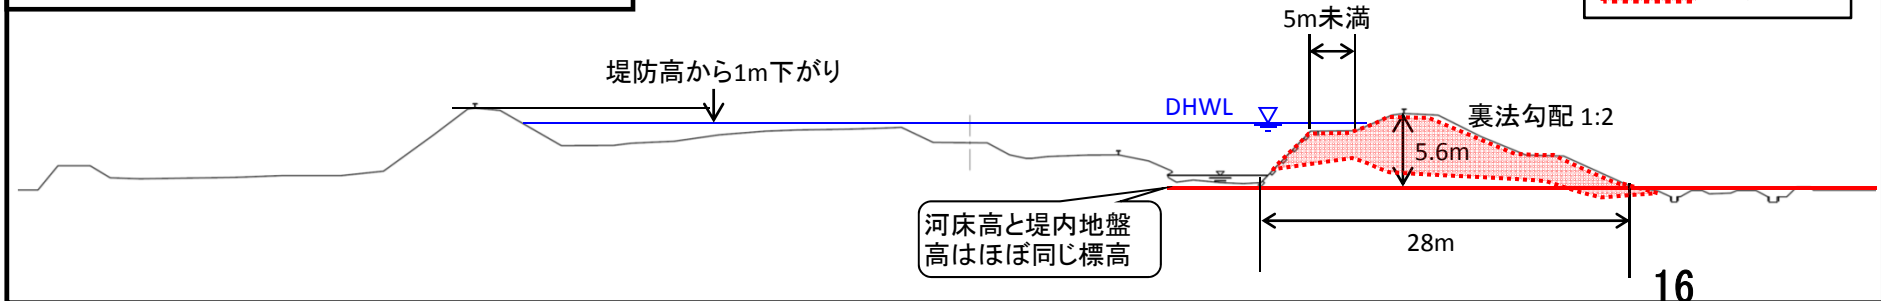 5m未満
堤防高から1m下がり
DHWL
裏法勾配 1:2
5.6m
河床高と堤内地盤
高はほぼ同じ標高
28m
16